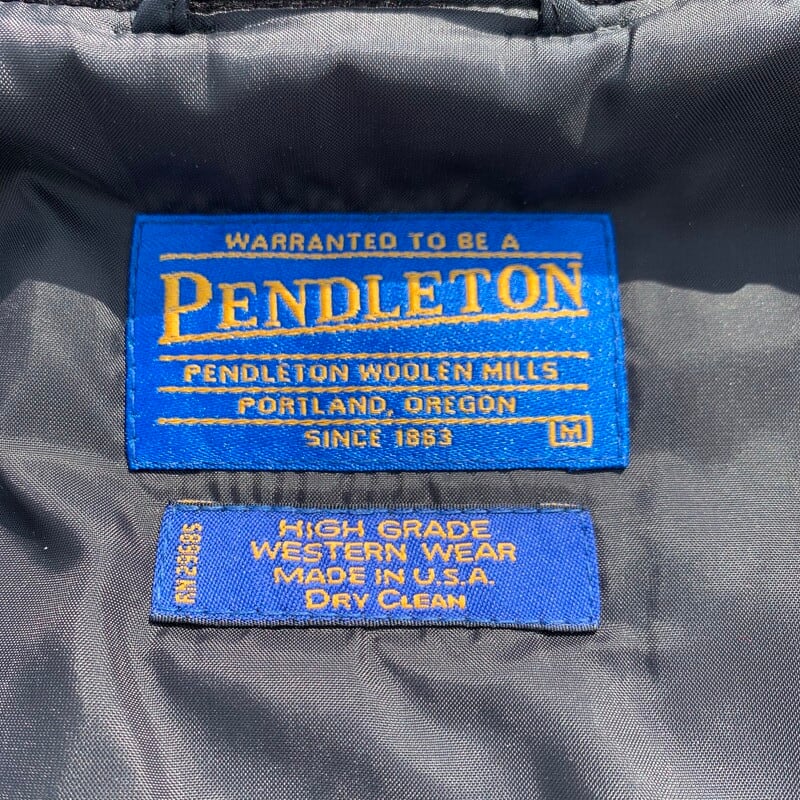 WARRANTED TO BE A
PENDLETON
PENDLETON WOOLEN MILLS
PORTLAND, OREGON
SINCE 1863
M
RN 29685
HIGH GRADE
WESTERN WEAR
MADE IN U.S.A.
DRY CLEAN